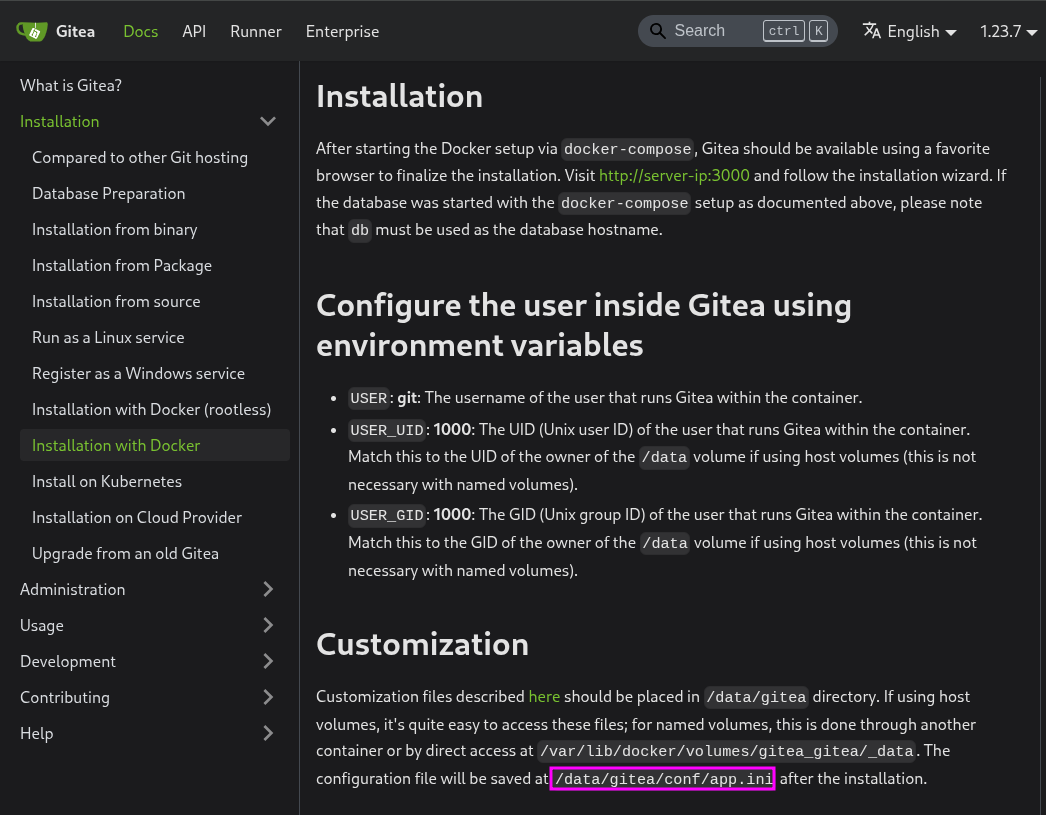 Gitea Docs API Runner Enterprise Search ctrl K English 1.23.7
What is Gitea?
Installation
Compared to other Git hosting
Database Preparation
Installation from binary
Installation from Package
Installation from source
Run as a Linux service
Register as a Windows service
Installation with Docker (rootless)
Installation with Docker
Install on Kubernetes
Installation on Cloud Provider
Upgrade from an old Gitea
Administration
Usage
Development
Contributing
Help
Installation
After starting the Docker setup via docker-compose, Gitea should be available using a favorite
browser to finalize the installation. Visit http://server-ip:3000 and follow the installation wizard. If
the database was started with the docker-compose setup as documented above, please note
that db must be used as the database hostname.
Configure the user inside Gitea using
environment variables
• USER: git: The username of the user that runs Gitea within the container.
• USER_UID: 1000: The UID (Unix user ID) of the user that runs Gitea within the container.
Match this to the UID of the owner of the /data volume if using host volumes (this is not
necessary with named volumes).
• USER_GID: 1000: The GID (Unix group ID) of the user that runs Gitea within the container.
Match this to the GID of the owner of the /data volume if using host volumes (this is not
necessary with named volumes).
Customization
Customization files described here should be placed in /data/gitea directory. If using host
volumes, it's quite easy to access these files; for named volumes, this is done through another
container or by direct access at /var/lib/docker/volumes/gitea_gitea/_data. The
configuration file will be saved at /data/gitea/conf/app.ini after the installation.